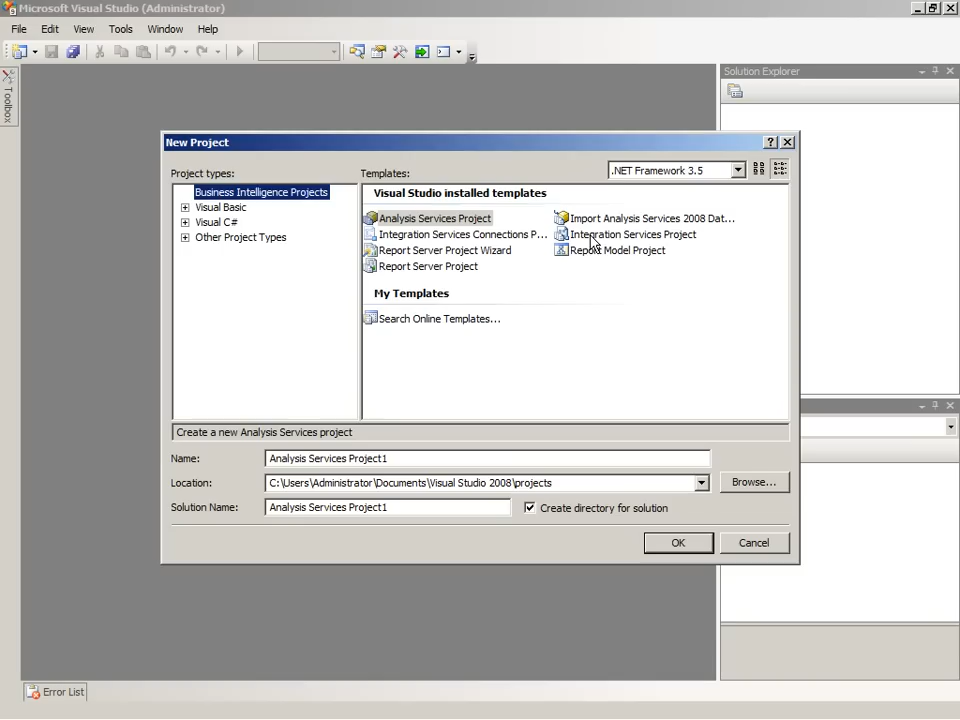 Microsoft Visual Studio (Administrator)
File Edit View Tools Window Help
Toolbox
Solution Explorer
New Project
Project types:
Templates:
.NET Framework 3.5
Business Intelligence Projects
Visual Basic
Visual C#
Other Project Types
Visual Studio installed templates
Analysis Services Project
Import Analysis Services 2008 Dat...
Integration Services Connections P...
Integration Services Project
Report Server Project Wizard
Report Model Project
Report Server Project
My Templates
Search Online Templates...
Create a new Analysis Services project
Name:
Analysis Services Project1
Location:
C:\Users\Administrator\Documents\Visual Studio 2008\projects
Browse...
Solution Name:
Analysis Services Project1
Create directory for solution
OK
Cancel
Error List